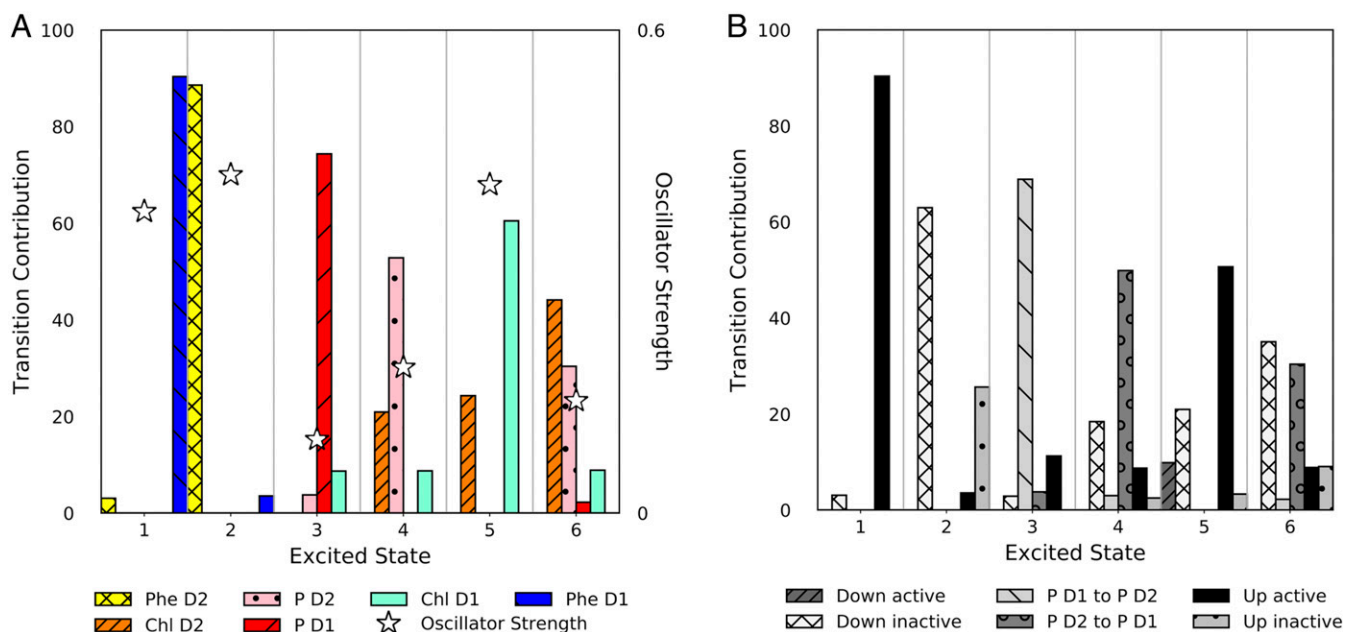 A
100
80
60
40
20
0
Transition Contribution
0.6
0
Oscillator Strength
1 2 3 4 5 6
Excited State
Phe D2 P D2 Chl D1 Phe D1
Chl D2 P D1 Oscillator Strength
B
100
80
60
40
20
0
Transition Contribution
1 2 3 4 5 6
Excited State
Down active P D1 to P D2 Up active
Down inactive P D2 to P D1 Up inactive